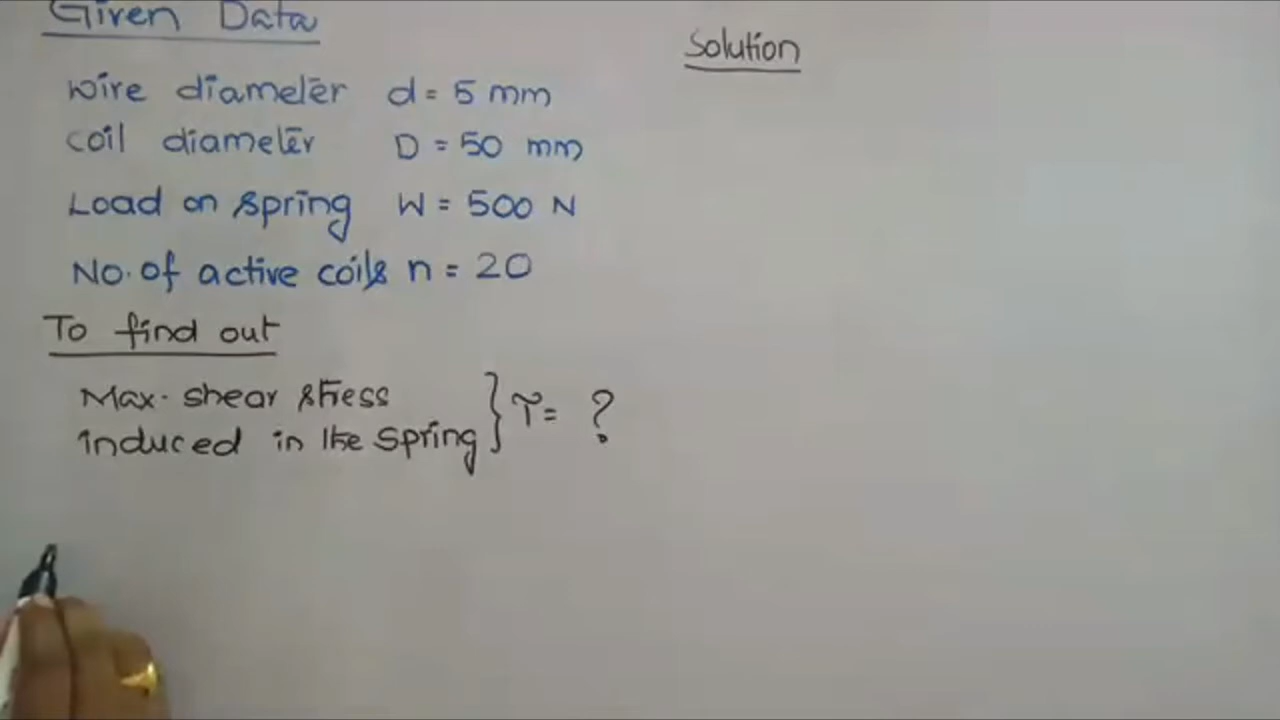 Given Data
Wire diameter d = 5 mm
coil diameter D = 50 mm
Load on spring W = 500 N
No. of active coils n = 20
To find out
Max. shear stress
induced in the spring } τ = ?
Solution